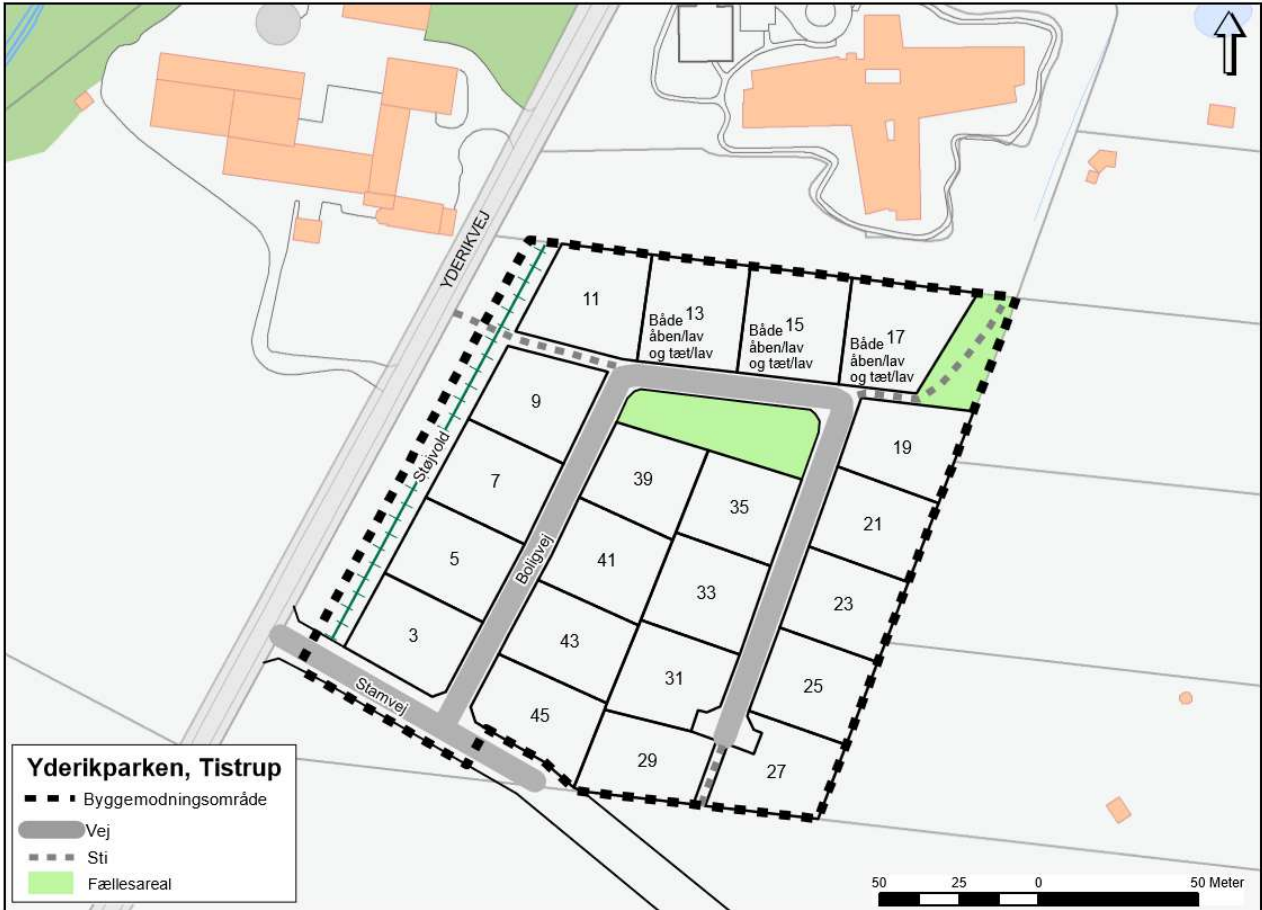 YDERIKVEJ
11
Både 13
åben/lav
og tæt/lav
Både 15
åben/lav
og tæt/lav
Både 17
åben/lav
og tæt/lav
9
19
Støjvold
7
39
35
21
5
Boligvej
41
33
23
3
43
31
25
Stamvej
45
29
27
Yderikparken, Tistrup
Byggemodningsområde
Vej
Sti
Fællesareal
50 25 0 50 Meter